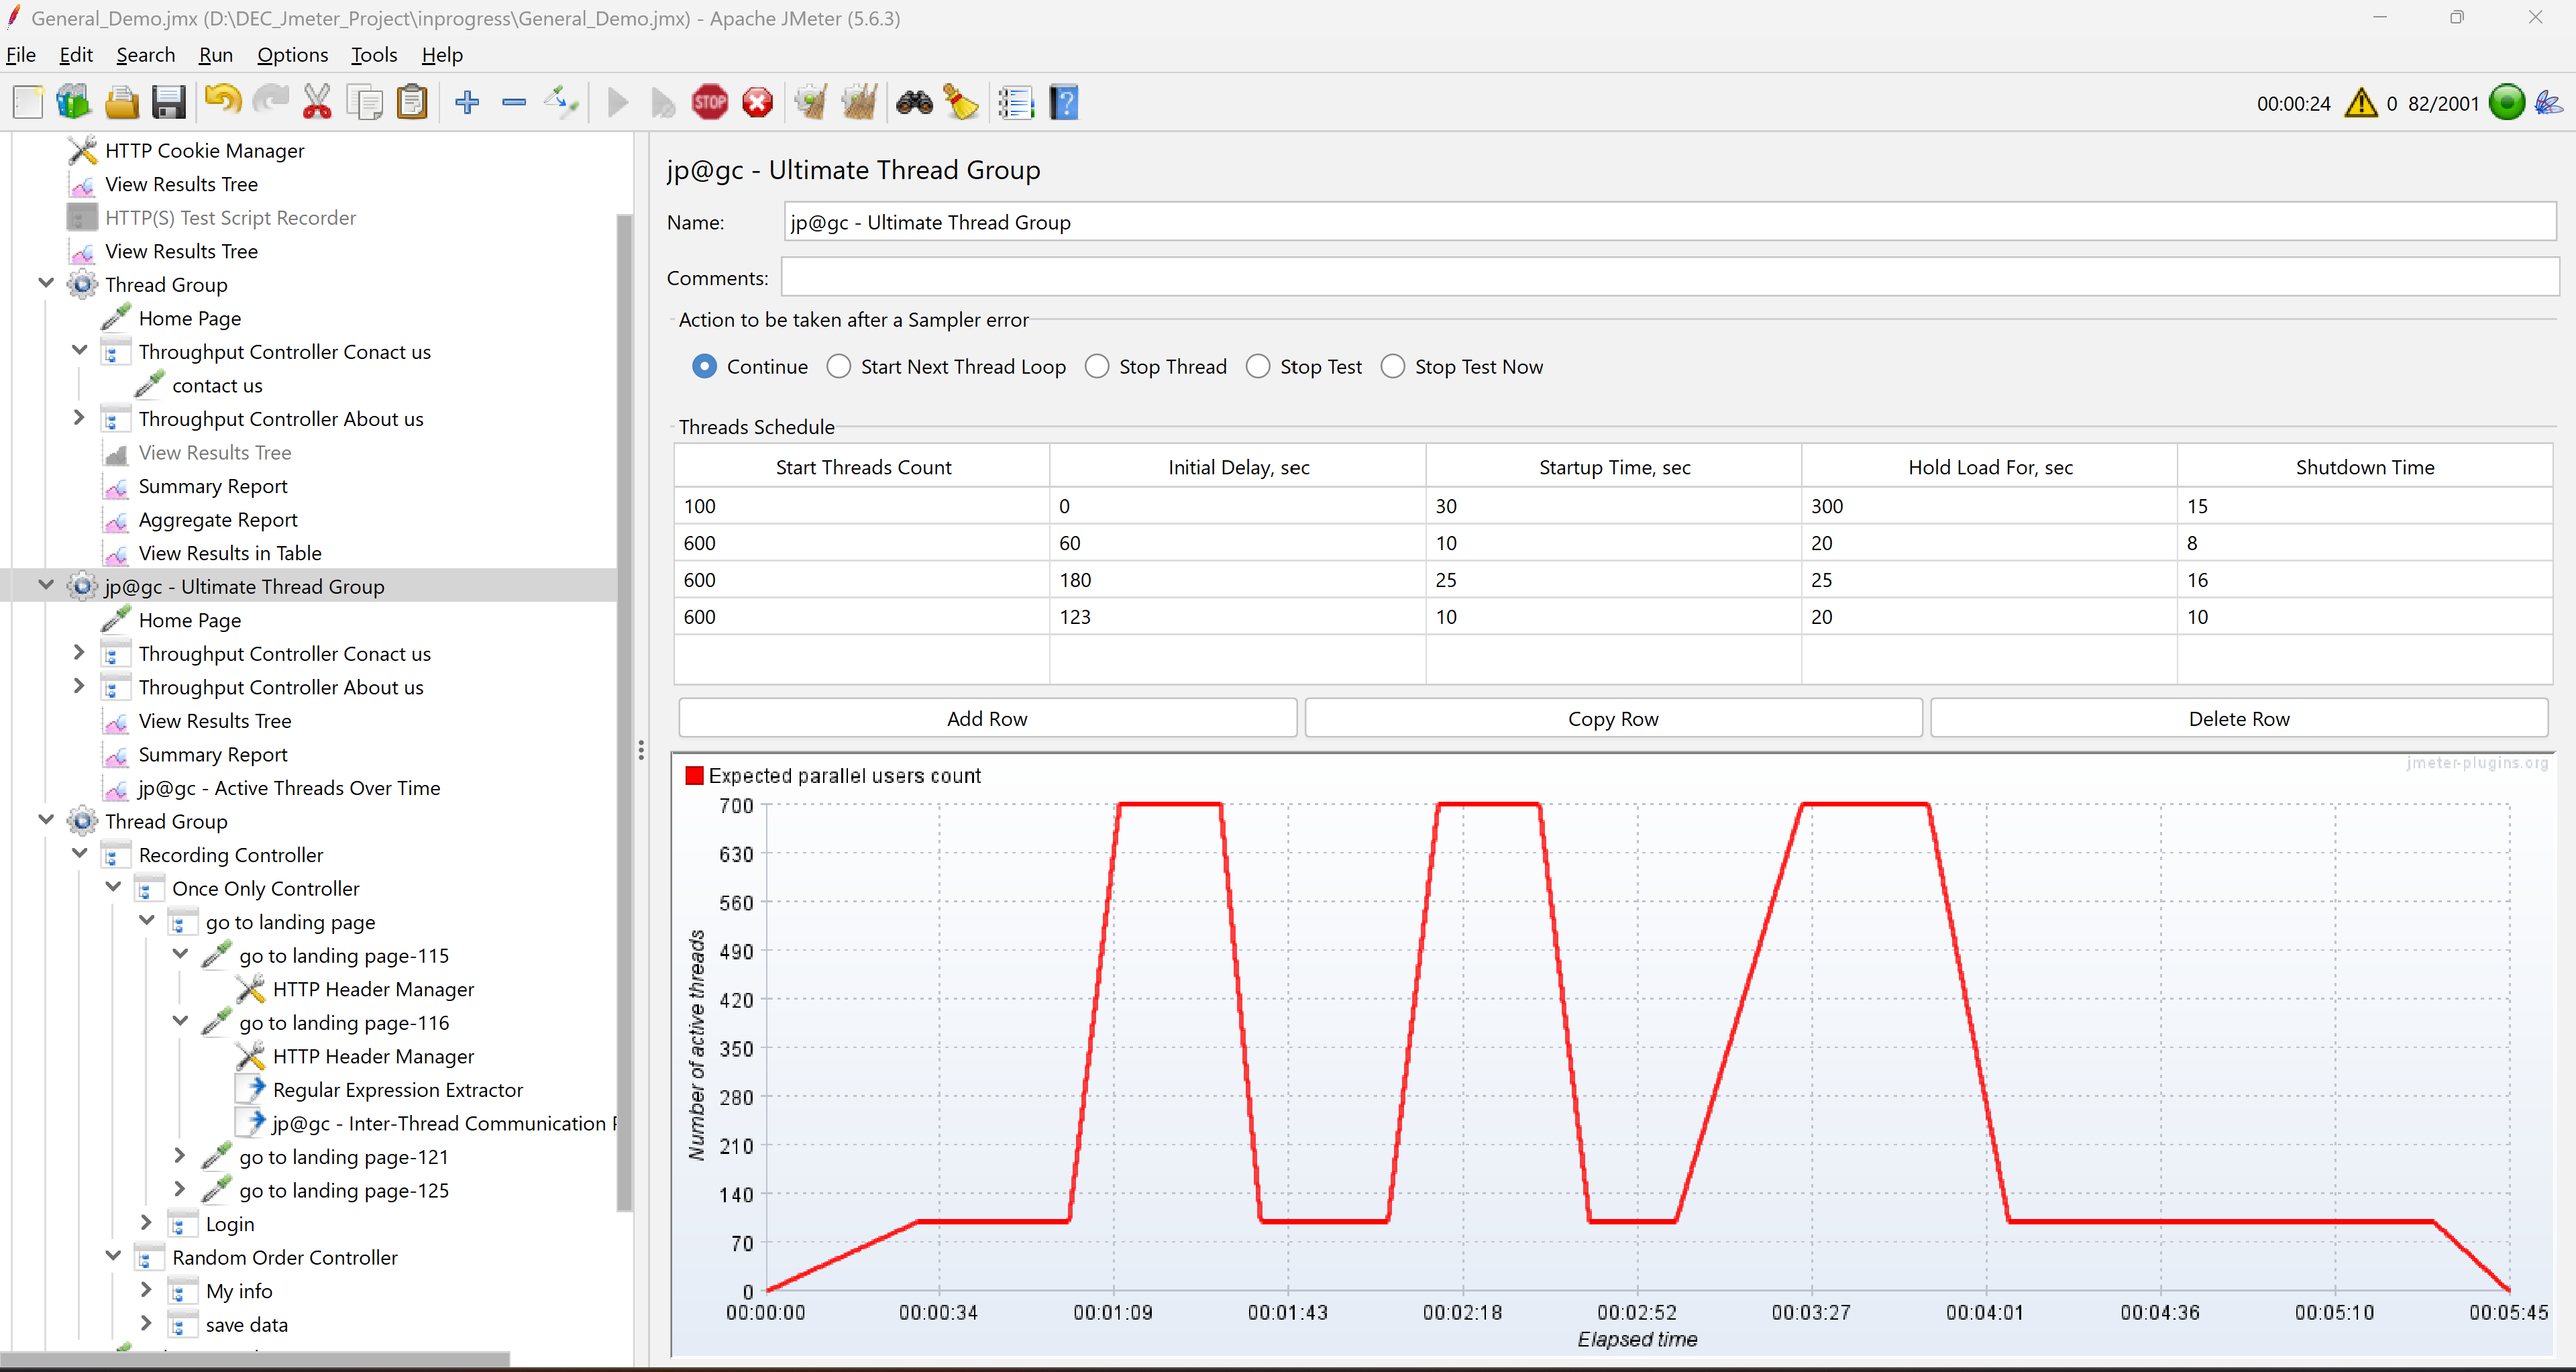 General_Demo.jmx (D:\DEC_Jmeter_Project\inprogress\General_Demo.jmx) - Apache JMeter (5.6.3)
File Edit Search Run Options Tools Help
STOP
00:00:24 0 82/2001
HTTP Cookie Manager
View Results Tree
HTTP(S) Test Script Recorder
View Results Tree
Thread Group
Home Page
Throughput Controller Conact us
contact us
Throughput Controller About us
View Results Tree
Summary Report
Aggregate Report
View Results in Table
jp@gc - Ultimate Thread Group
Home Page
Throughput Controller Conact us
Throughput Controller About us
View Results Tree
Summary Report
jp@gc - Active Threads Over Time
Thread Group
Recording Controller
Once Only Controller
go to landing page
go to landing page-115
HTTP Header Manager
go to landing page-116
HTTP Header Manager
Regular Expression Extractor
jp@gc - Inter-Thread Communication
go to landing page-121
go to landing page-125
Login
Random Order Controller
My info
save data
jp@gc - Ultimate Thread Group
Name: jp@gc - Ultimate Thread Group
Comments:
Action to be taken after a Sampler error
Continue Start Next Thread Loop Stop Thread Stop Test Stop Test Now
Threads Schedule
Start Threads Count Initial Delay, sec Startup Time, sec Hold Load For, sec Shutdown Time
100 0 30 300 15
600 60 10 20 8
600 180 25 25 16
600 123 10 20 10
Add Row Copy Row Delete Row
Expected parallel users count
jmeter-plugins.org
700
630
560
490
420
350
280
210
140
70
0
Number of active threads
00:00:00 00:00:34 00:01:09 00:01:43 00:02:18 00:02:52 00:03:27 00:04:01 00:04:36 00:05:10 00:05:45
Elapsed time